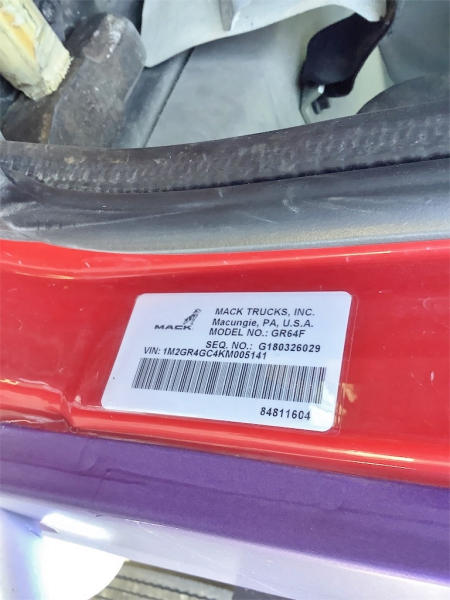 MACK
MACK TRUCKS, INC.
Macungie, PA, U.S.A.
MODEL NO.: GR64F
SEQ. NO.: G180326029
VIN: 1M2GR4GC4KM005141
84811604